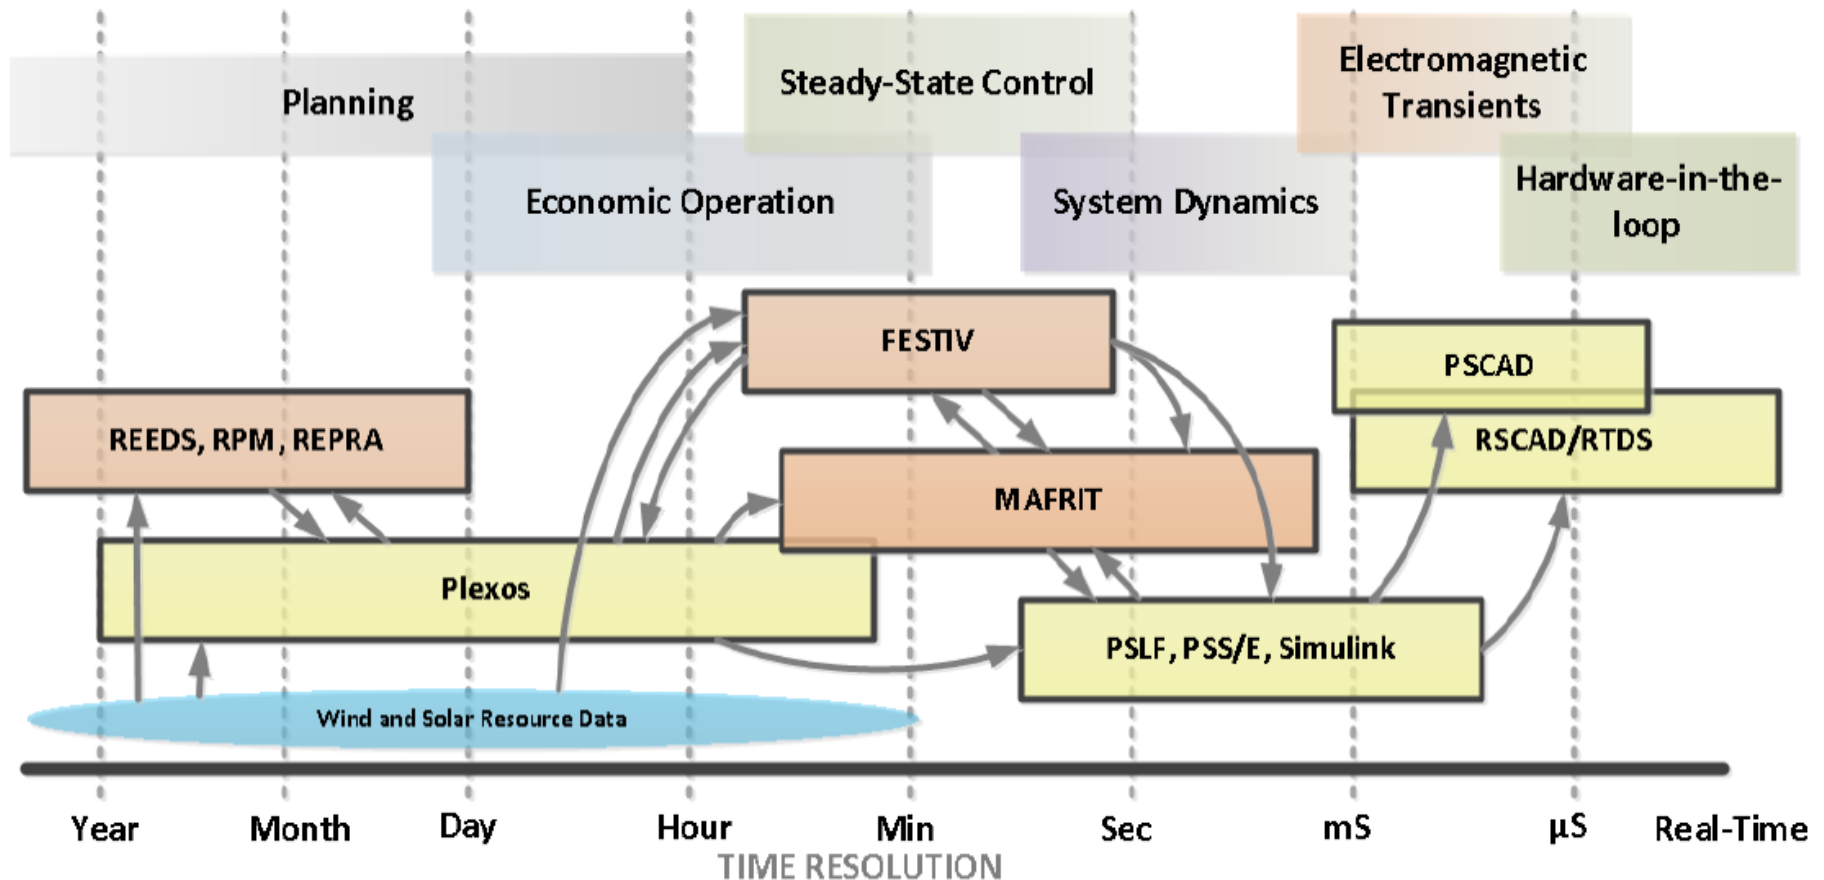 Planning
Steady-State Control
Electromagnetic
Transients
Economic Operation
System Dynamics
Hardware-in-the-
loop
FESTIV
PSCAD
REEDS, RPM, REPRA
RSCAD/RTDS
MAFRIT
Plexos
PSLF, PSS/E, Simulink
Wind and Solar Resource Data
Year Month Day Hour Min Sec mS µS Real-Time
TIME RESOLUTION